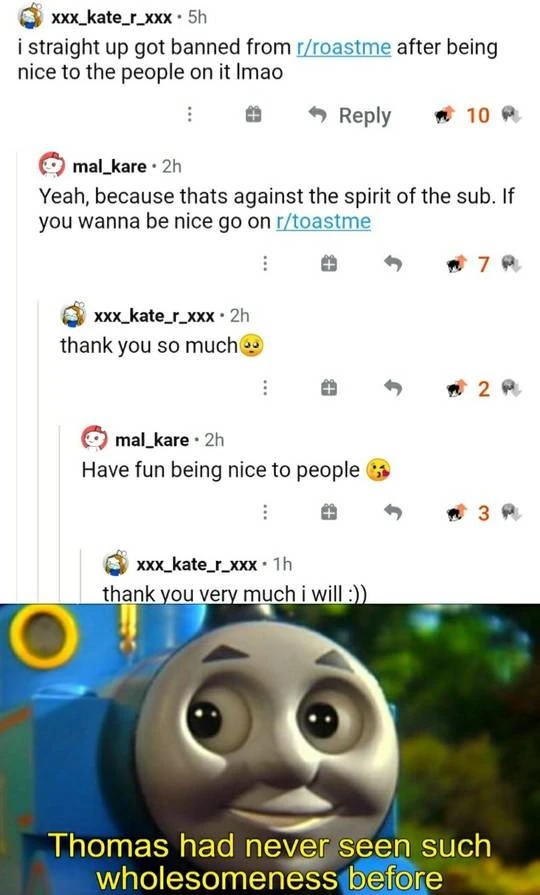 xxx_kate_r_xxx • 5h
i straight up got banned from r/roastme after being
nice to the people on it lmao
Reply 10
mal_kare • 2h
Yeah, because thats against the spirit of the sub. If
you wanna be nice go on r/toastme
7
xxx_kate_r_xxx • 2h
thank you so much🥺
2
mal_kare • 2h
Have fun being nice to people 😘
3
xxx_kate_r_xxx • 1h
thank you very much i will :))
Thomas had never seen such
wholesomeness before